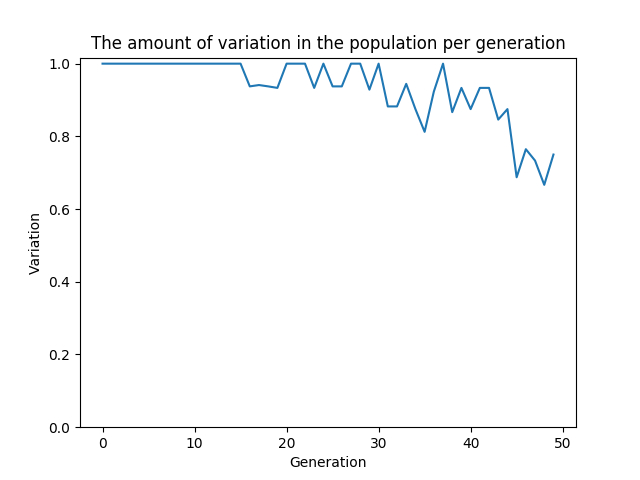 The amount of variation in the population per generation
1.0
0.8
0.6
0.4
0.2
0.0
Variation
0 10 20 30 40 50
Generation